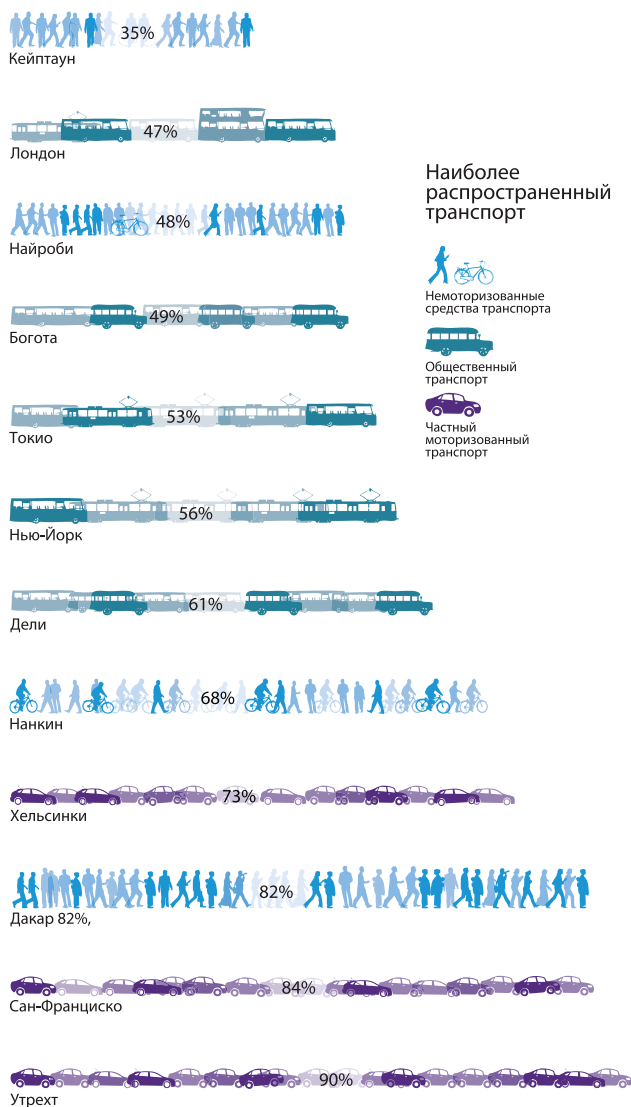 35%
Кейптаун
47%
Лондон
48%
Найроби
49%
Богота
53%
Токио
56%
Нью-Йорк
61%
Дели
68%
Нанкин
73%
Хельсинки
82%
Дакар 82%,
84%
Сан-Франциско
90%
Утрехт
Наиболее
распространенный
транспорт
Немоторизованные
средства транспорта
Общественный
транспорт
Частный
моторизованный
транспорт